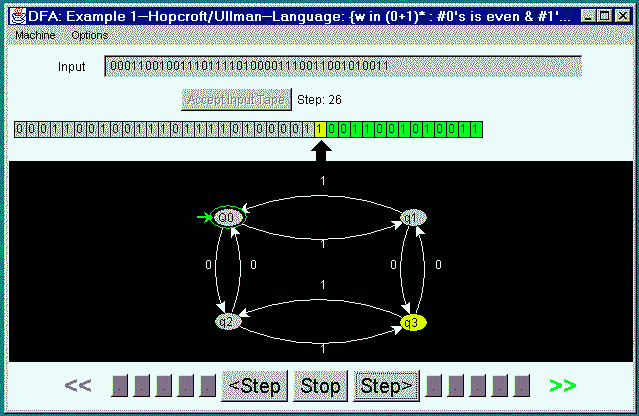 DFA: Example 1—Hopcroft/Ullman—Language: {w in (0+1)* : #0's is even & #1'...
Machine Options
Input 000110010011101111010000110011001010011
Accept Input Tape Step: 26
0 0 0 1 1 0 0 1 0 0 1 1 1 0 1 1 1 1 0 1 0 0 0 0 1 1 0 0 1 1 0 0 1 0 1 0 0 1 1
1
q0 q1
1
0 0 0 0
1
q2 q3
1
<< . . . . . <Step Stop Step> . . . . . >>